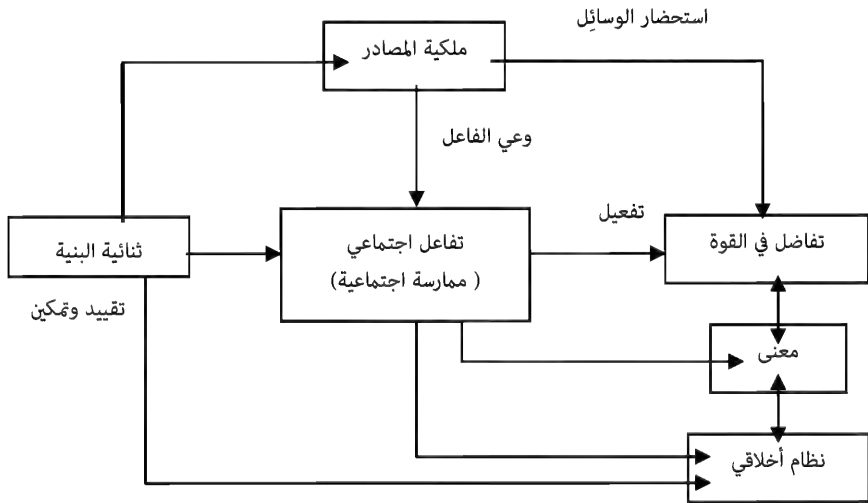 استحضار الوسائِل
ملكية المصادر
وعي الفاعل
تفعيل
تفاضل في القوة
تفاعل اجتماعي
( ممارسة اجتماعية)
ثنائية البنية
تقييد وتمكين
معنى
نظام أخلاقي